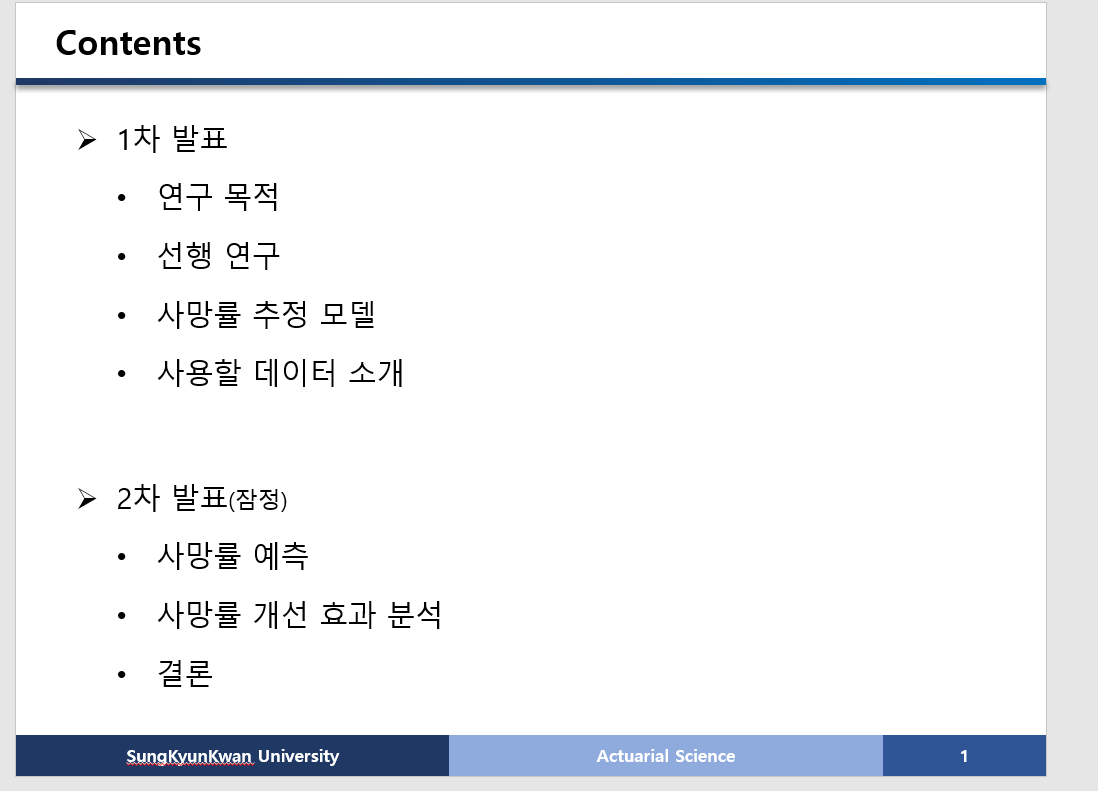 Contents
➢ 1차 발표
• 연구 목적
• 선행 연구
• 사망률 추정 모델
• 사용할 데이터 소개
➢ 2차 발표(잠정)
• 사망률 예측
• 사망률 개선 효과 분석
• 결론
SungKyunKwan University
Actuarial Science
1